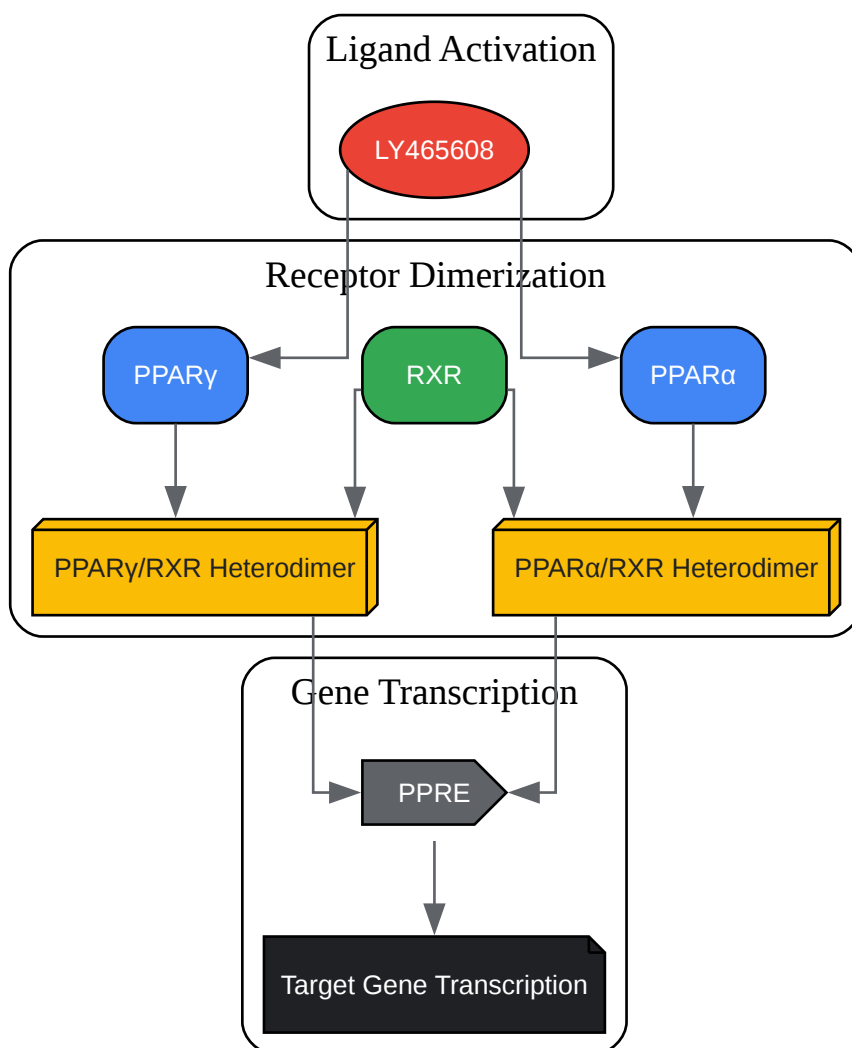 Ligand Activation
LY465608
Receptor Dimerization
PPARγ
RXR
PPARα
PPARγ/RXR Heterodimer
PPARα/RXR Heterodimer
Gene Transcription
PPRE
Target Gene Transcription